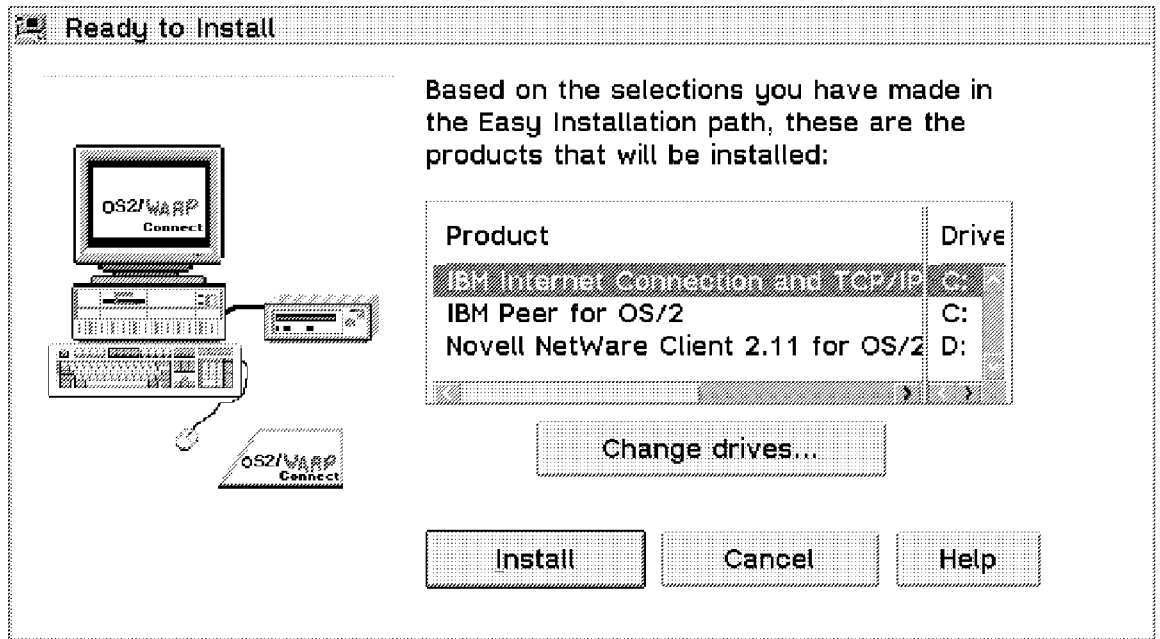 Ready to Install
Based on the selections you have made in
the Easy Installation path, these are the
products that will be installed:
OS2/WARP
Connect
Product Drive
IBM Internet Connection and TCP/IP C:
IBM Peer for OS/2 C:
Novell NetWare Client 2.11 for OS/2 D:
Change drives...
OS2/WARP
Connect
Install Cancel Help